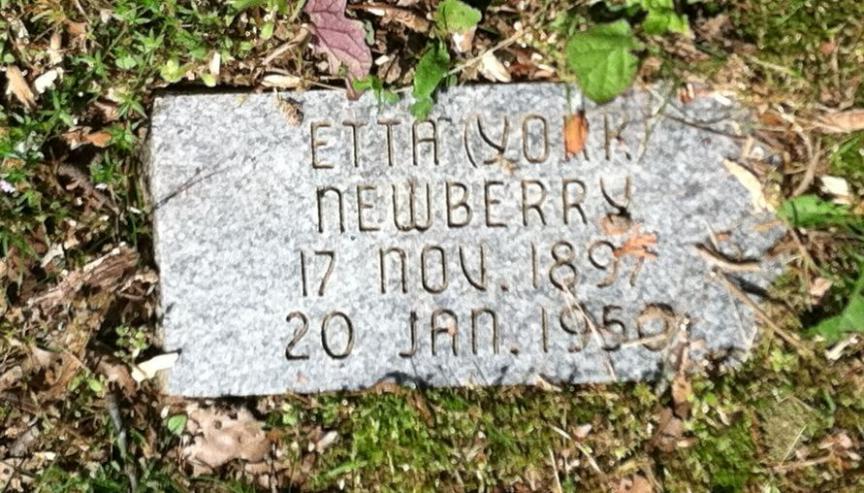 ETTA (YORK)
NEWBERRY
17 NOV. 1897
20 JAN.